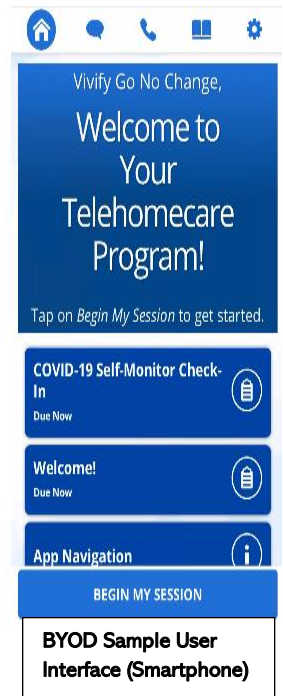 Vivify Go No Change,
Welcome to
Your
Telehomecare
Program!
Tap on Begin My Session to get started.
COVID-19 Self-Monitor Check-
In
Due Now
Welcome!
Due Now
App Navigation
BEGIN MY SESSION
BYOD Sample User
Interface (Smartphone)